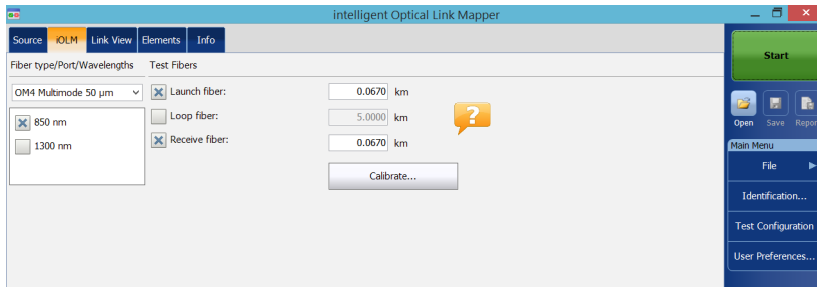 intelligent Optical Link Mapper
Source iOLM Link View Elements Info
Fiber type/Port/Wavelengths Test Fibers
OM4 Multimode 50 µm
850 nm
1300 nm
Launch fiber: 0.0670 km
Loop fiber: 5.0000 km
Receive fiber: 0.0670 km
Calibrate...
?
Start
Open Save Repor
Main Menu
File
Identification...
Test Configuration
User Preferences...